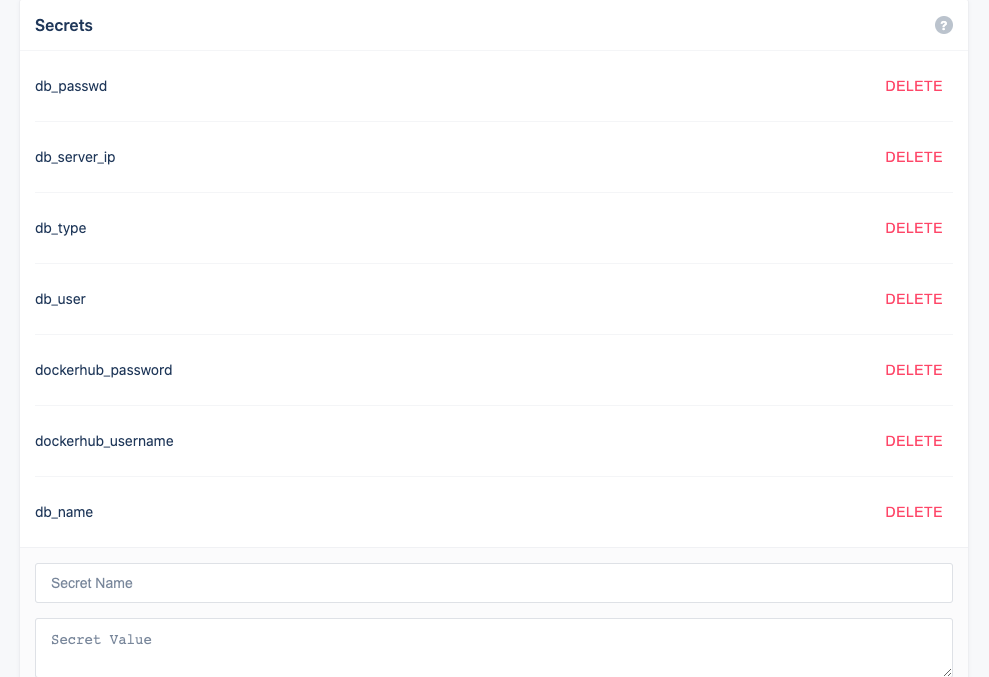 Secrets
?
db_passwd DELETE
db_server_ip DELETE
db_type DELETE
db_user DELETE
dockerhub_password DELETE
dockerhub_username DELETE
db_name DELETE
Secret Name
Secret Value